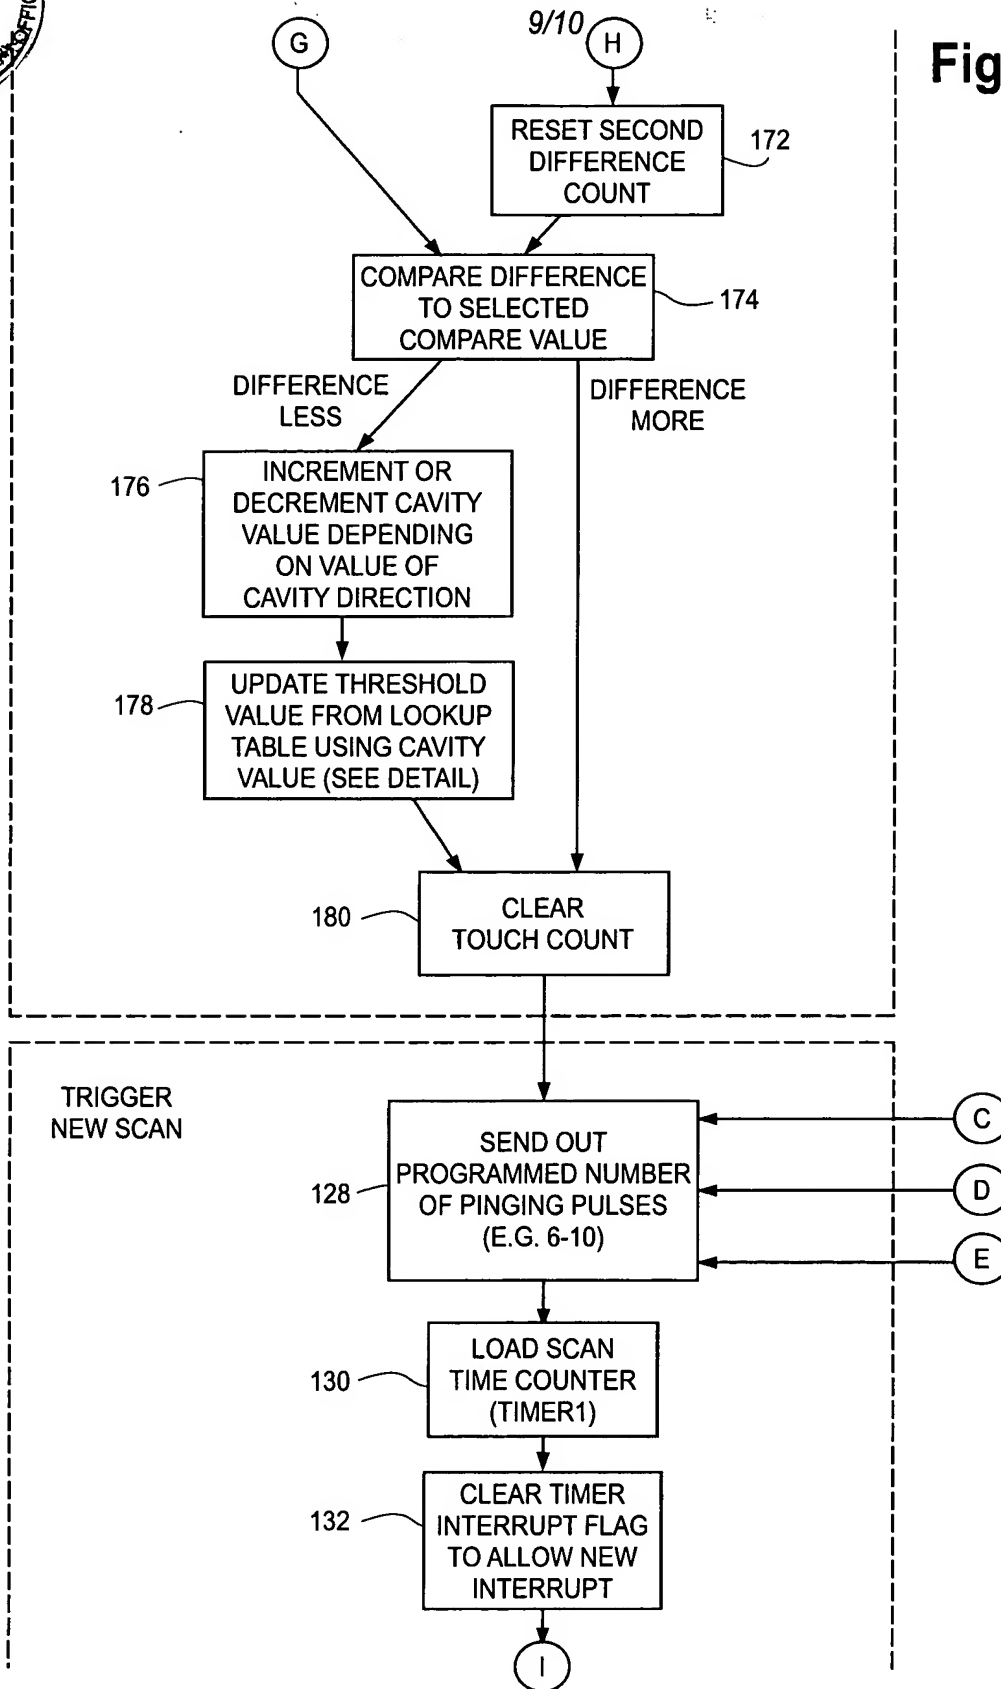 9/10
G
H
Fig
RESET SECOND
DIFFERENCE
COUNT
172
COMPARE DIFFERENCE
TO SELECTED
COMPARE VALUE
174
DIFFERENCE
LESS
DIFFERENCE
MORE
176
INCREMENT OR
DECREMENT CAVITY
VALUE DEPENDING
ON VALUE OF
CAVITY DIRECTION
178
UPDATE THRESHOLD
VALUE FROM LOOKUP
TABLE USING CAVITY
VALUE (SEE DETAIL)
180
CLEAR
TOUCH COUNT
TRIGGER
NEW SCAN
128
SEND OUT
PROGRAMMED NUMBER
OF PINGING PULSES
(E.G. 6-10)
C
D
E
130
LOAD SCAN
TIME COUNTER
(TIMER1)
132
CLEAR TIMER
INTERRUPT FLAG
TO ALLOW NEW
INTERRUPT
I